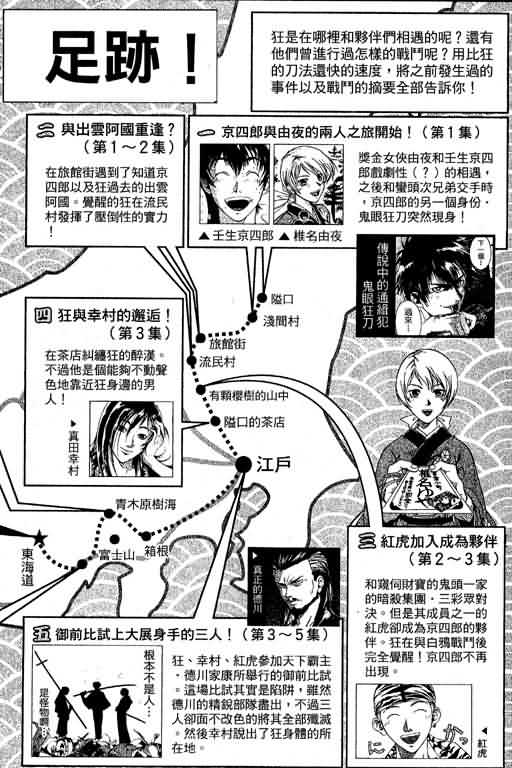 足跡！
狂是在哪裡和夥伴們相遇的呢？還有
他們曾進行過怎樣的戰鬥呢？用比狂
的刀法還快的速度，將之前發生過的
事件以及戰鬥的摘要全部告訴你！
一 京四郎與由夜的兩人之旅開始！（第1集）
▲壬生京四郎
▲椎名由夜
獎金女俠由夜和壬生京四
郎戲劇性（？）的相遇，
之後和蠻頭次兄弟交手時
，京四郎的另一個身份．
鬼眼狂刀突然現身！
傳說中的通緝犯
鬼眼狂刀
下一個！
過來…
二 與出雲阿國重逢？
（第1～2集）
在旅館街遇到了知道京
四郎以及狂過去的出雲
阿國。覺醒的狂在流民
村發揮了壓倒性的實力
！
三 紅虎加入成為夥伴
（第2～3集）
和窺伺財寶的鬼頭一家
的暗殺集團．三彩眾對
決。但是其成員之一的
紅虎卻成為京四郎的夥
伴。狂在與白鴉戰鬥後
完全覺醒！京四郎不再
出現。
▲紅虎
四 狂與幸村的邂逅！
（第3集）
在茶店糾纏狂的醉漢。
不過他是個能夠不動聲
色地靠近狂身邊的男
人！
▲真田幸村
五 御前比試上大展身手的三人！（第3～5集）
根本不是人…
是怪物啊…
狂、幸村、紅虎參加天下霸主．
德川家康所舉行的御前比
試。這場比試其實是陷阱，雖然
德川的精銳部隊盡出，不過三
人卻面不改色的將其全部殲滅
。然後幸村說出了狂身體的所
在地。
▲真正的德川
隘口
淺間村
旅館街
流民村
有顆櫻樹的山中
隘口的茶店
江戶
箱根
富士山
青木原樹海
東海道